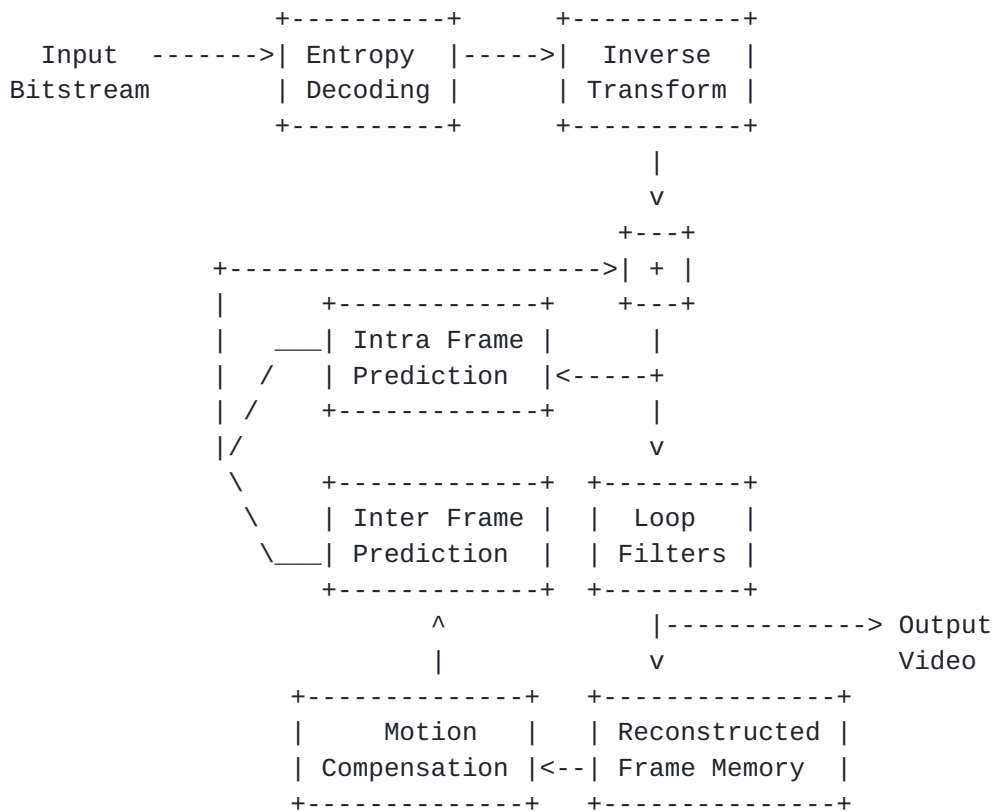 Input Entropy Inverse
Bitstream Decoding Transform
+
Intra Frame
Prediction
Inter Frame Loop
Prediction Filters
Output
Video
Motion Reconstructed
Compensation Frame Memory